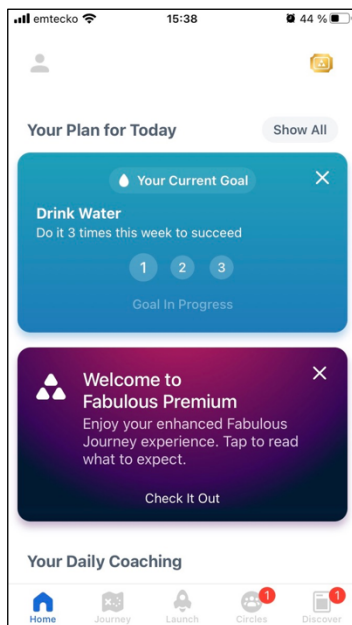 emtecko 15:38 44 %
Your Plan for Today Show All
Your Current Goal
Drink Water
Do it 3 times this week to succeed
1 2 3
Goal In Progress
Welcome to
Fabulous Premium
Enjoy your enhanced Fabulous
Journey experience. Tap to read
what to expect.
Check It Out
Your Daily Coaching
1 1
Home Journey Launch Circles Discover